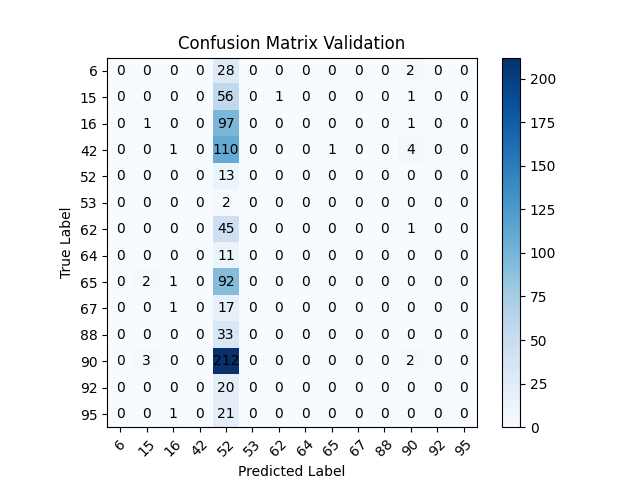 Confusion Matrix Validation
6 0 0 0 0 28 0 0 0 0 0 0 2 0 0
15 0 0 0 0 56 0 1 0 0 0 0 1 0 0
16 0 1 0 0 97 0 0 0 0 0 0 1 0 0
42 0 0 1 0 110 0 0 0 1 0 0 4 0 0
52 0 0 0 0 13 0 0 0 0 0 0 0 0 0
53 0 0 0 0 2 0 0 0 0 0 0 0 0 0
62 0 0 0 0 45 0 0 0 0 0 0 1 0 0
64 0 0 0 0 11 0 0 0 0 0 0 0 0 0
65 0 2 1 0 92 0 0 0 0 0 0 0 0 0
67 0 0 1 0 17 0 0 0 0 0 0 0 0 0
88 0 0 0 0 33 0 0 0 0 0 0 0 0 0
90 0 3 0 0 212 0 0 0 0 0 0 2 0 0
92 0 0 0 0 20 0 0 0 0 0 0 0 0 0
95 0 0 1 0 21 0 0 0 0 0 0 0 0 0
6 15 16 42 52 53 62 64 65 67 88 90 92 95
Predicted Label
True Label
200
175
150
125
100
75
50
25
0